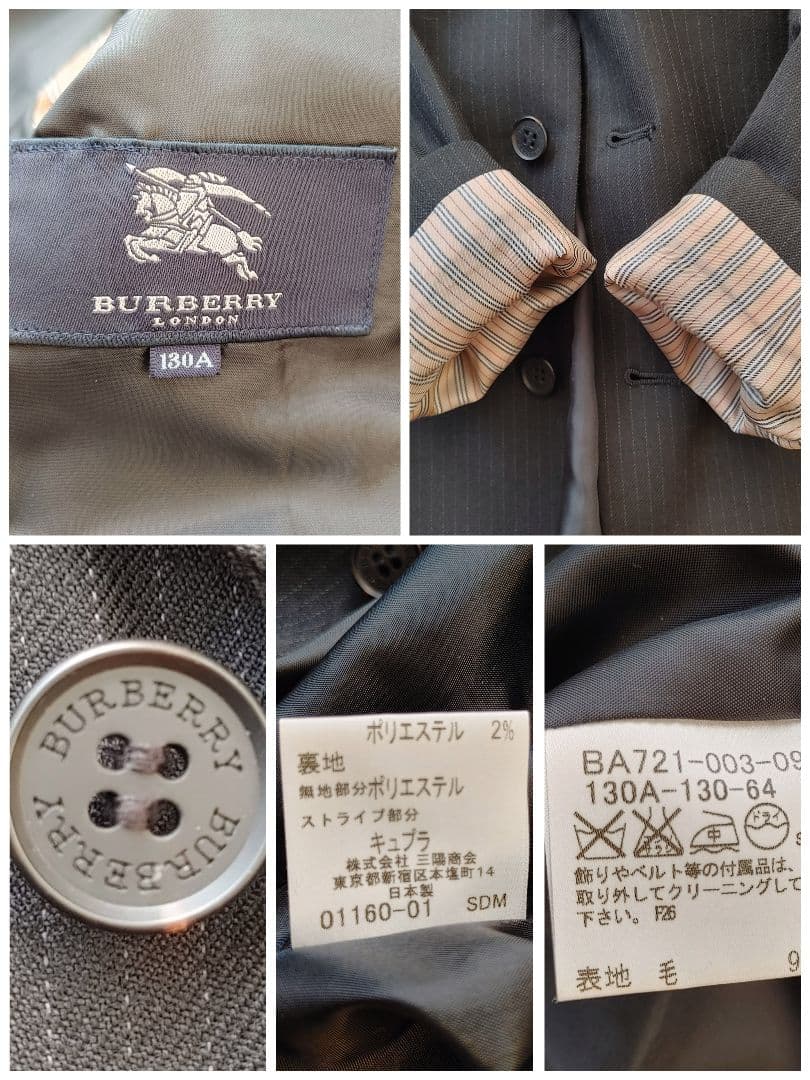 BURBERRY
LONDON
130A
BURBERRY
BURBERRY
ポリエステル 2%
裏地
無地部分ポリエステル
ストライプ部分
キュプラ
株式会社 三陽商会
東京都新宿区本塩町14
日本製
01160-01 SDM
BA721-003-09
130A-130-64
中
ドライ
飾りやベルト等の付属品は、
取り外してクリーニングして
下さい。 F26
表地 毛 9